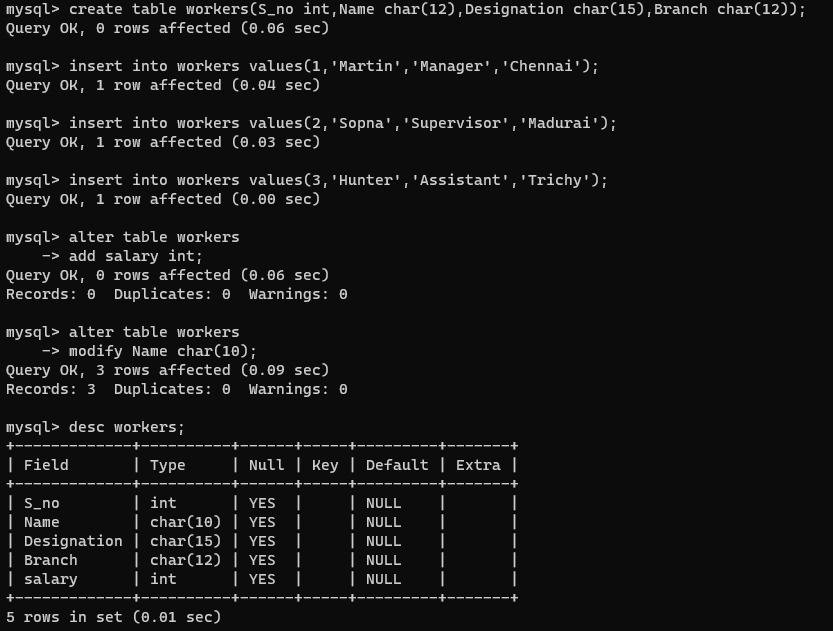 mysql> create table workers(S_no int,Name char(12),Designation char(15),Branch char(12));
Query OK, 0 rows affected (0.06 sec)

mysql> insert into workers values(1,'Martin','Manager','Chennai');
Query OK, 1 row affected (0.04 sec)

mysql> insert into workers values(2,'Sopna','Supervisor','Madurai');
Query OK, 1 row affected (0.03 sec)

mysql> insert into workers values(3,'Hunter','Assistant','Trichy');
Query OK, 1 row affected (0.00 sec)

mysql> alter table workers
    -> add salary int;
Query OK, 0 rows affected (0.06 sec)
Records: 0  Duplicates: 0  Warnings: 0

mysql> alter table workers
    -> modify Name char(10);
Query OK, 3 rows affected (0.09 sec)
Records: 3  Duplicates: 0  Warnings: 0

mysql> desc workers;
+-------------+----------+------+-----+---------+-------+
| Field       | Type     | Null | Key | Default | Extra |
+-------------+----------+------+-----+---------+-------+
| S_no        | int      | YES  |     | NULL    |       |
| Name        | char(10) | YES  |     | NULL    |       |
| Designation | char(15) | YES  |     | NULL    |       |
| Branch      | char(12) | YES  |     | NULL    |       |
| salary      | int      | YES  |     | NULL    |       |
+-------------+----------+------+-----+---------+-------+
5 rows in set (0.01 sec)